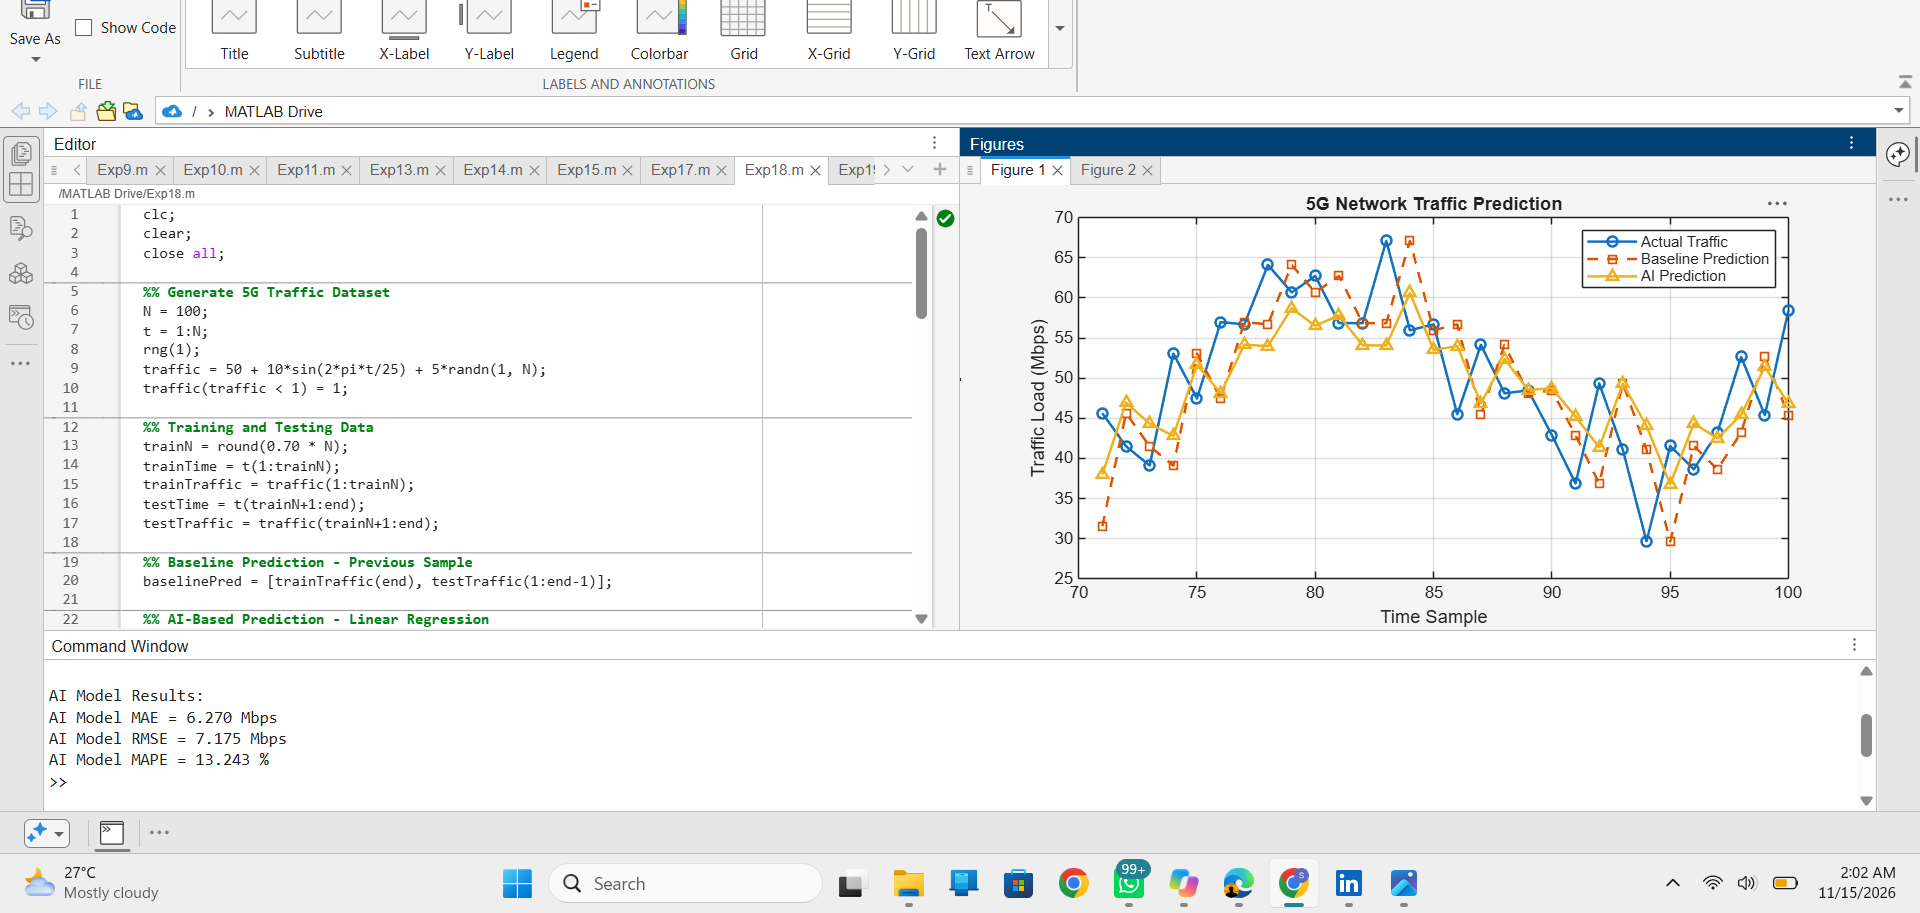 Save As
Show Code
Title
Subtitle
X-Label
Y-Label
Legend
Colorbar
Grid
X-Grid
Y-Grid
Text Arrow
FILE
LABELS AND ANNOTATIONS
/ › MATLAB Drive
Editor
Exp9.m
Exp10.m
Exp11.m
Exp13.m
Exp14.m
Exp15.m
Exp17.m
Exp18.m
/MATLAB Drive/Exp18.m
1 clc;
2 clear;
3 close all;
4
5 %% Generate 5G Traffic Dataset
6 N = 100;
7 t = 1:N;
8 rng(1);
9 traffic = 50 + 10*sin(2*pi*t/25) + 5*randn(1, N);
10 traffic(traffic < 1) = 1;
11
12 %% Training and Testing Data
13 trainN = round(0.70 * N);
14 trainTime = t(1:trainN);
15 trainTraffic = traffic(1:trainN);
16 testTime = t(trainN+1:end);
17 testTraffic = traffic(trainN+1:end);
18
19 %% Baseline Prediction - Previous Sample
20 baselinePred = [trainTraffic(end), testTraffic(1:end-1)];
21
22 %% AI-Based Prediction - Linear Regression
Figures
Figure 1
Figure 2
5G Network Traffic Prediction
Actual Traffic
Baseline Prediction
AI Prediction
Traffic Load (Mbps)
70
65
60
55
50
45
40
35
30
25
70 75 80 85 90 95 100
Time Sample
Command Window
AI Model Results:
AI Model MAE = 6.270 Mbps
AI Model RMSE = 7.175 Mbps
AI Model MAPE = 13.243 %
>>
27°C
Mostly cloudy
Search
99+
2:02 AM
11/15/2026